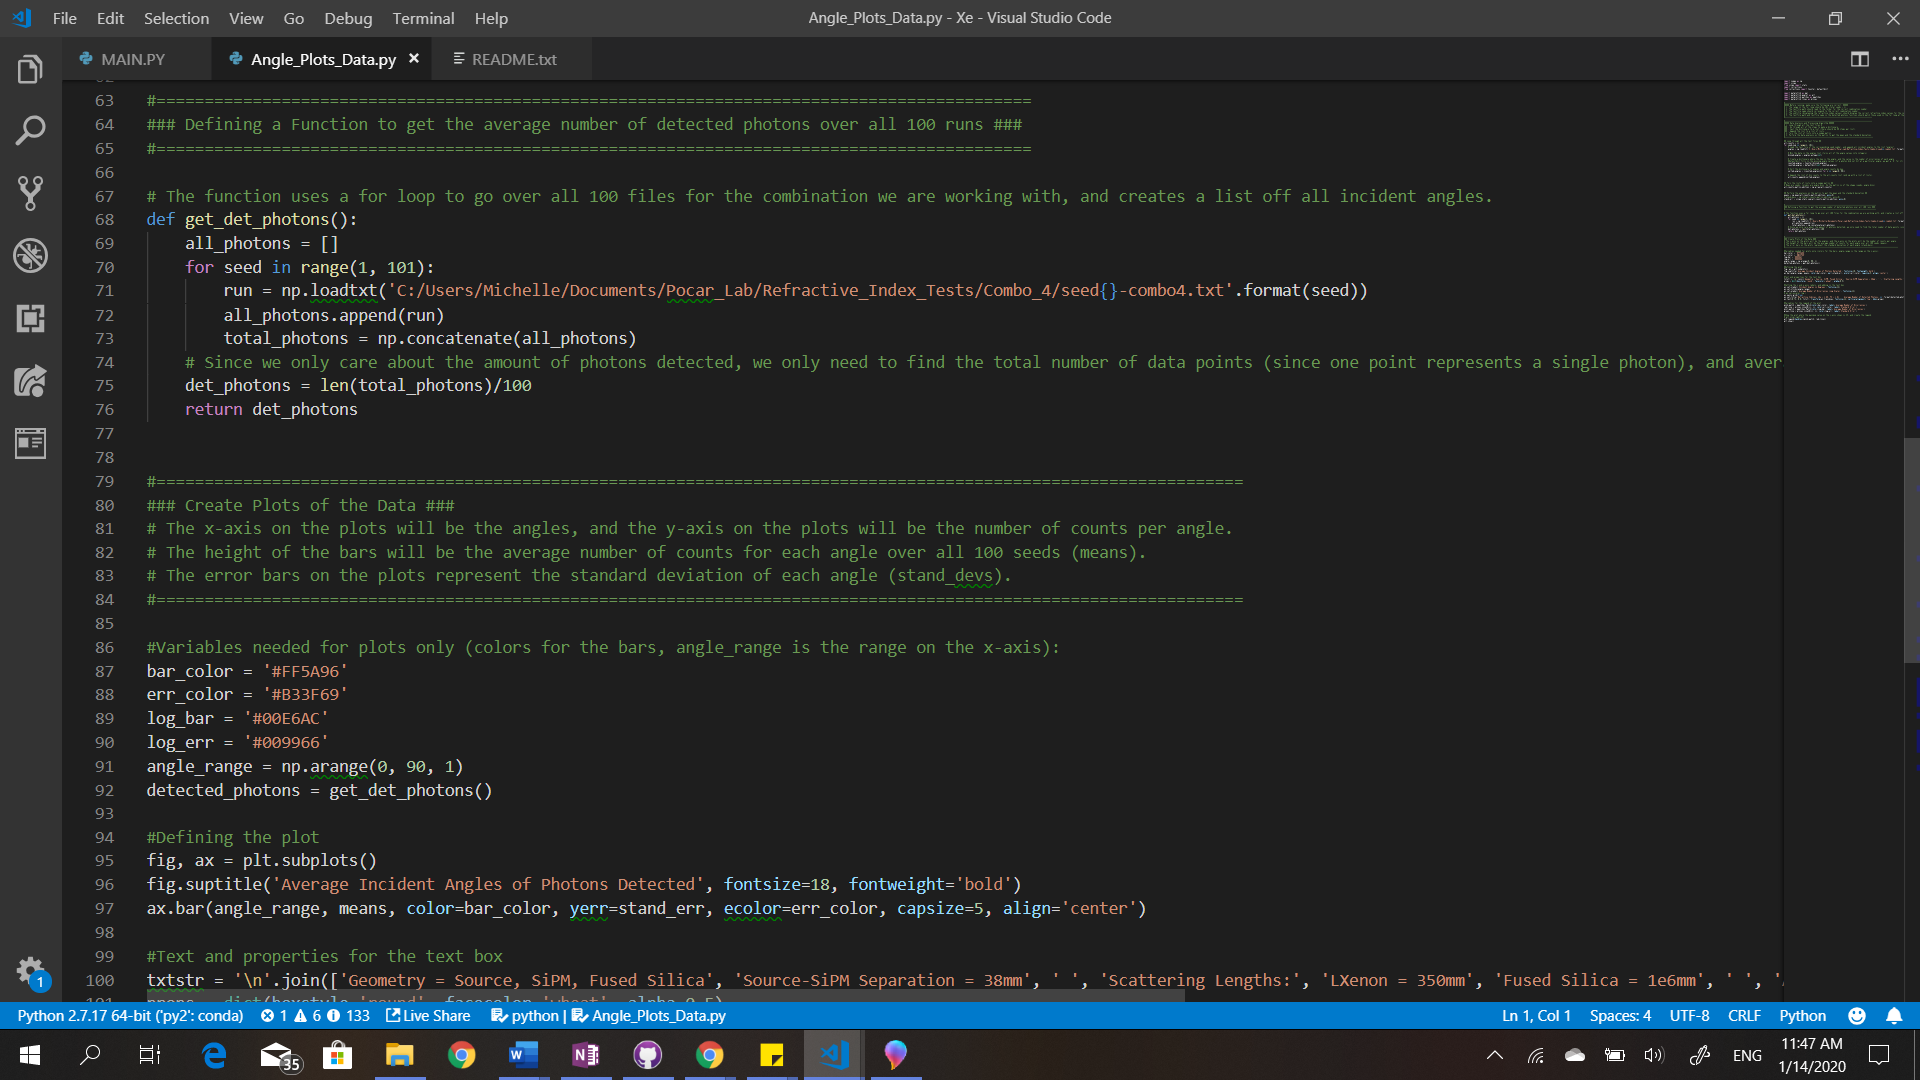 File Edit Selection View Go Debug Terminal Help Angle_Plots_Data.py - Xe - Visual Studio Code
MAIN.PY Angle_Plots_Data.py README.txt
63 #===========================================================================================
64 ### Defining a Function to get the average number of detected photons over all 100 runs ###
65 #===========================================================================================
66
67 # The function uses a for loop to go over all 100 files for the combination we are working with, and creates a list off all incident angles.
68 def get_det_photons():
69 all_photons = []
70 for seed in range(1, 101):
71 run = np.loadtxt('C:/Users/Michelle/Documents/Pocar_Lab/Refractive_Index_Tests/Combo_4/seed{}-combo4.txt'.format(seed))
72 all_photons.append(run)
73 total_photons = np.concatenate(all_photons)
74 # Since we only care about the amount of photons detected, we only need to find the total number of data points (since one point represents a single photon), and aver
75 det_photons = len(total_photons)/100
76 return det_photons
77
78
79 #=================================================================================================================
80 ### Create Plots of the Data ###
81 # The x-axis on the plots will be the angles, and the y-axis on the plots will be the number of counts per angle.
82 # The height of the bars will be the average number of counts for each angle over all 100 seeds (means).
83 # The error bars on the plots represent the standard deviation of each angle (stand_devs).
84 #=================================================================================================================
85
86 #Variables needed for plots only (colors for the bars, angle_range is the range on the x-axis):
87 bar_color = '#FF5A96'
88 err_color = '#B33F69'
89 log_bar = '#00E6AC'
90 log_err = '#009966'
91 angle_range = np.arange(0, 90, 1)
92 detected_photons = get_det_photons()
93
94 #Defining the plot
95 fig, ax = plt.subplots()
96 fig.suptitle('Average Incident Angles of Photons Detected', fontsize=18, fontweight='bold')
97 ax.bar(angle_range, means, color=bar_color, yerr=stand_err, ecolor=err_color, capsize=5, align='center')
98
99 #Text and properties for the text box
100 txtstr = '\n'.join(['Geometry = Source, SiPM, Fused Silica', 'Source-SiPM Separation = 38mm', ' ', 'Scattering Lengths:', 'LXenon = 350mm', 'Fused Silica = 1e6mm', ' ', '
1
Python 2.7.17 64-bit ('py2': conda) 1 6 133 Live Share python | Angle_Plots_Data.py Ln 1, Col 1 Spaces: 4 UTF-8 CRLF Python
35 ENG 11:47 AM
1/14/2020